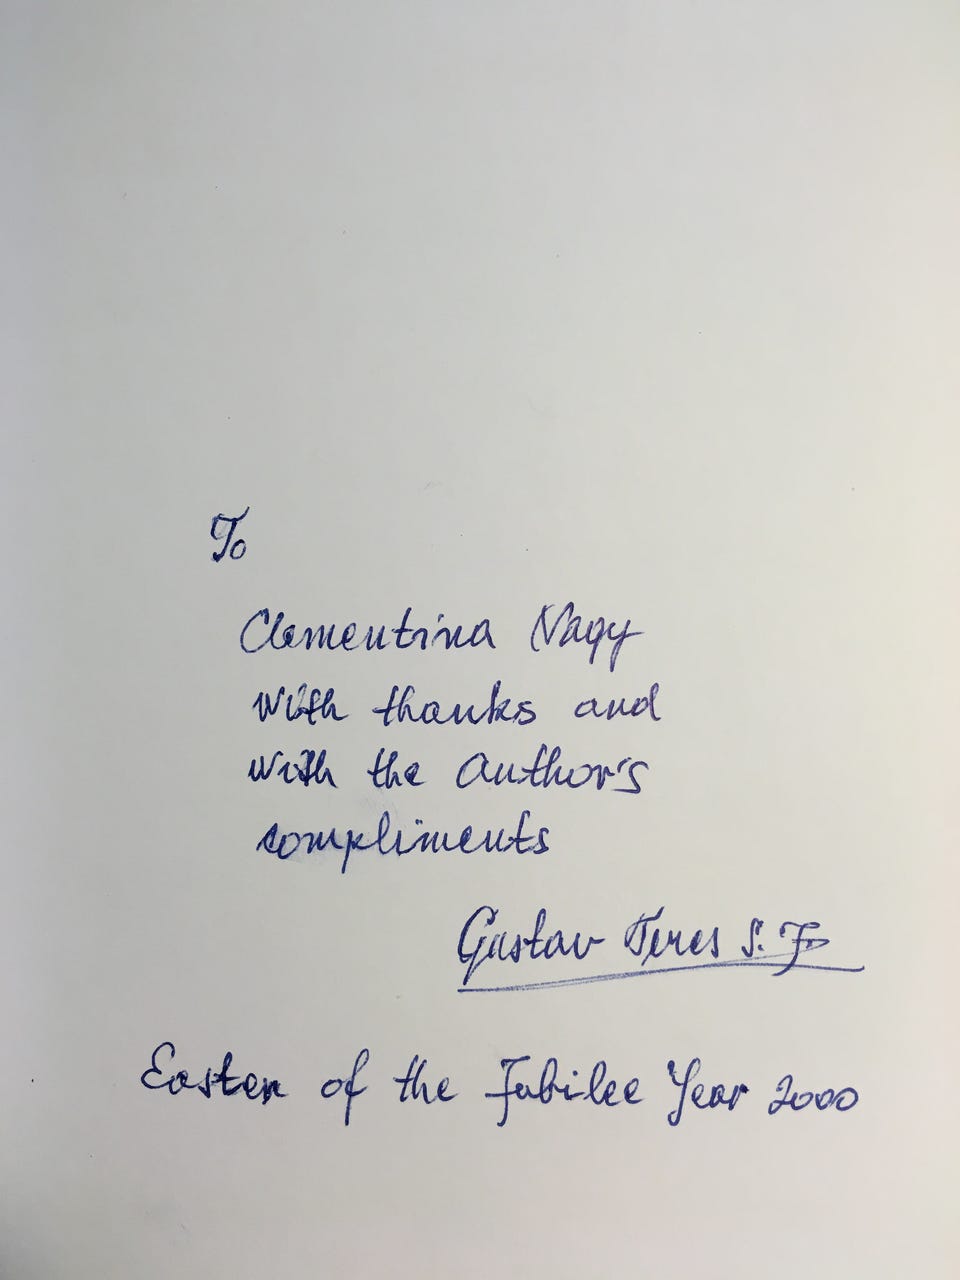 To
Clementina Nagy
with thanks and
with the Author's
compliments
Gustav Teres S.J.
Easter of the Jubilee Year 2000